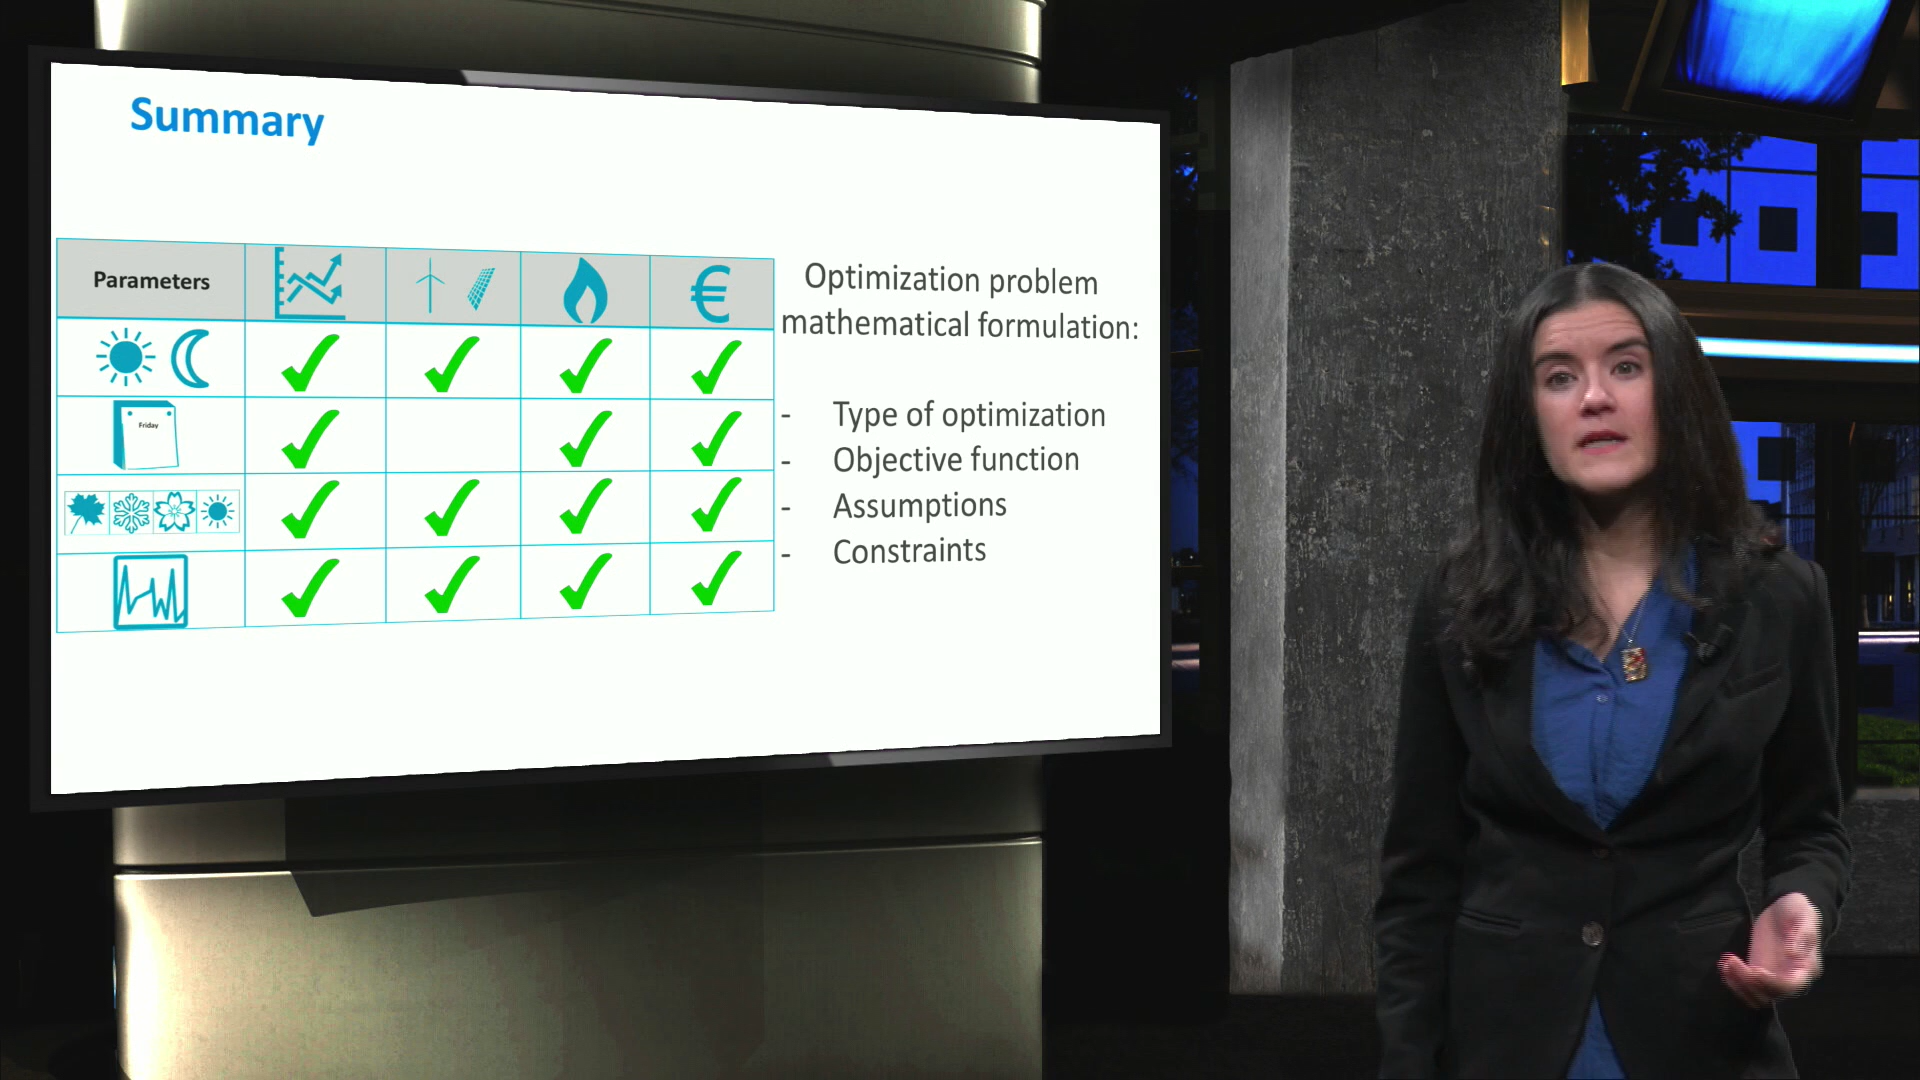 Summary
Parameters
€
Friday
Optimization problem
mathematical formulation:
- Type of optimization
- Objective function
- Assumptions
- Constraints